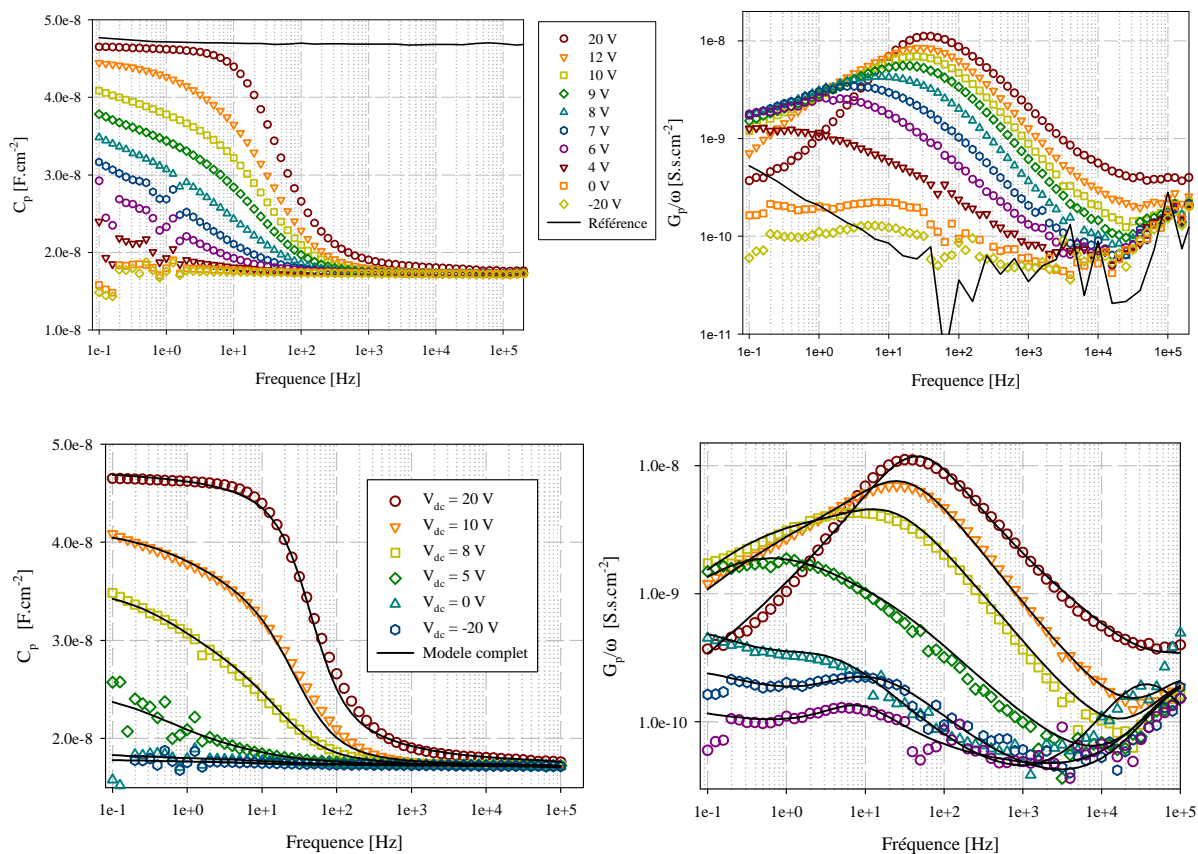 5.0e-8
4.0e-8
3.0e-8
2.0e-8
1.0e-8
Cp [F.cm-2]
1e-1 1e+0 1e+1 1e+2 1e+3 1e+4 1e+5
Frequence [Hz]
20 V
12 V
10 V
9 V
8 V
7 V
6 V
4 V
0 V
-20 V
Référence
1e-8
1e-9
1e-10
1e-11
Gp/ω [S.s.cm-2]
1e-1 1e+0 1e+1 1e+2 1e+3 1e+4 1e+5
Frequence [Hz]
5.0e-8
4.0e-8
3.0e-8
2.0e-8
Cp [F.cm-2]
1e-1 1e+0 1e+1 1e+2 1e+3 1e+4 1e+5
Frequence [Hz]
Vdc = 20 V
Vdc = 10 V
Vdc = 8 V
Vdc = 5 V
Vdc = 0 V
Vdc = -20 V
Modele complet
1.0e-8
1.0e-9
1.0e-10
Gp/ω [S.s.cm-2]
1e-1 1e+0 1e+1 1e+2 1e+3 1e+4 1e+5
Fréquence [Hz]